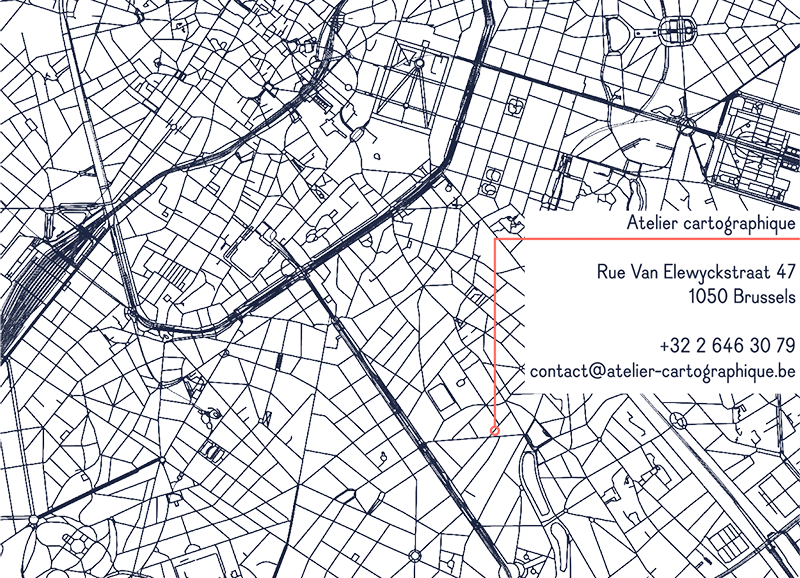 Atelier cartographique
Rue Van Elewyckstraat 47
1050 Brussels
+32 2 646 30 79
contact@atelier-cartographique.be